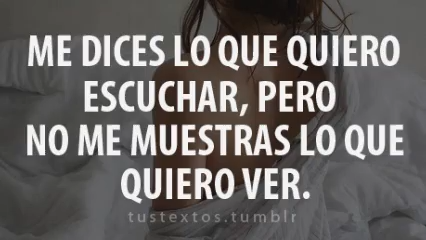 ME DICES LO QUE QUIERO
ESCUCHAR, PERO
NO ME MUESTRAS LO QUE
QUIERO VER.
tustextos.tumblr